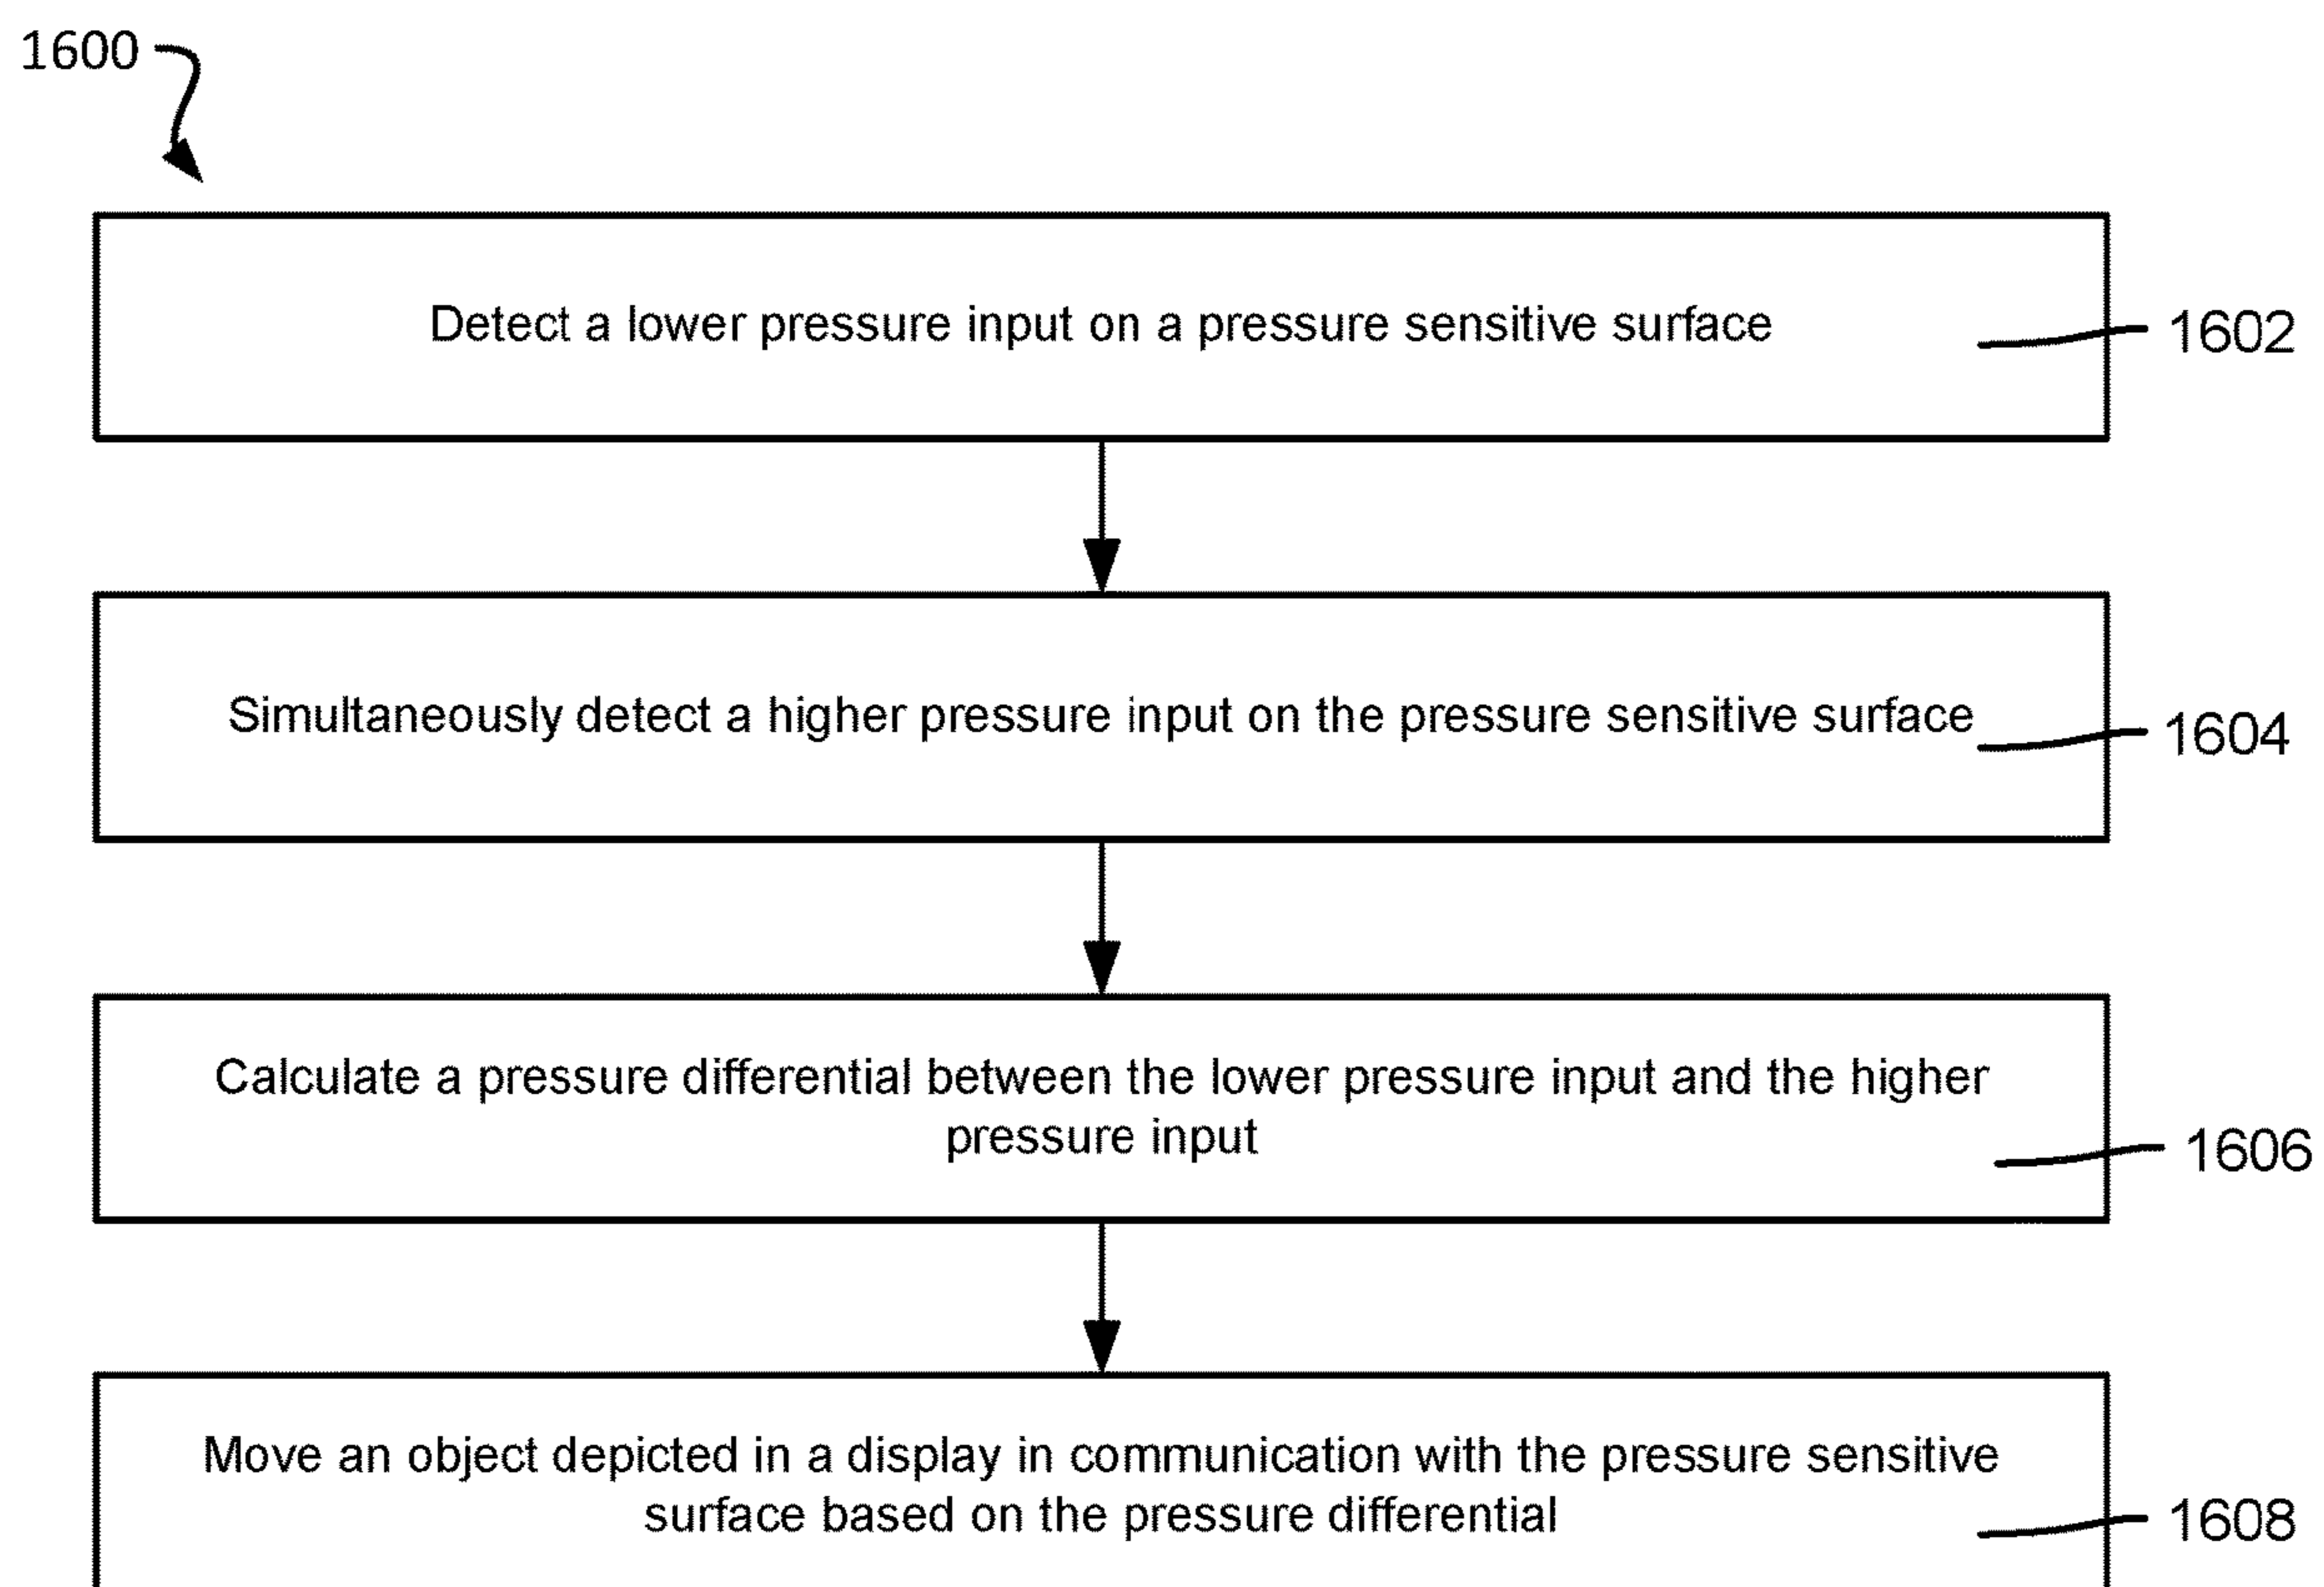 1600
Detect a lower pressure input on a pressure sensitive surface
1602
Simultaneously detect a higher pressure input on the pressure sensitive surface
1604
Calculate a pressure differential between the lower pressure input and the higher
pressure input
1606
Move an object depicted in a display in communication with the pressure sensitive
surface based on the pressure differential
1608